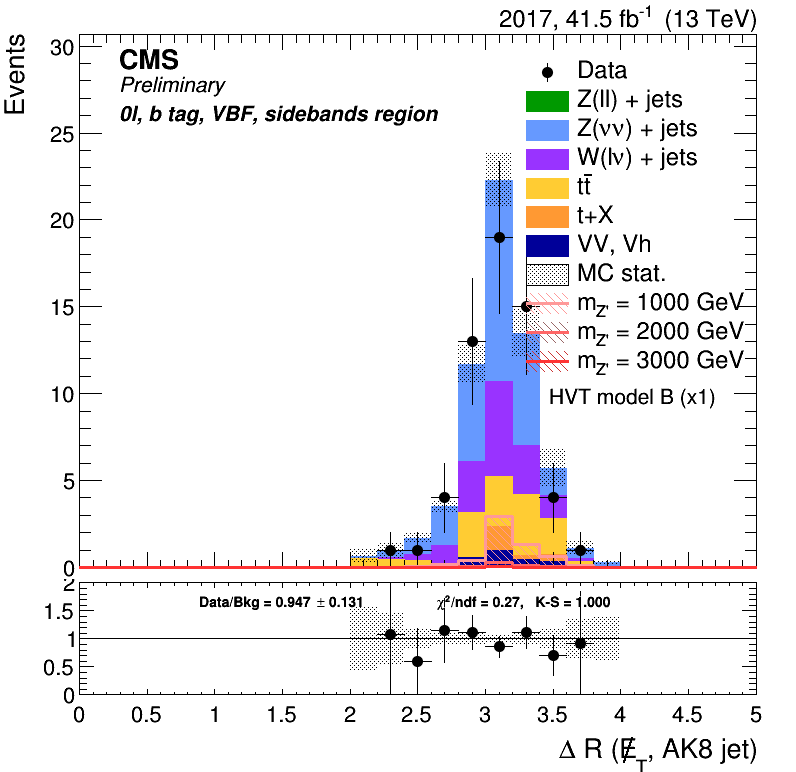 2017, 41.5 fb⁻¹ (13 TeV)
Events
CMS
Preliminary
0l, b tag, VBF, sidebands region
Data
Z(ll) + jets
Z(νν) + jets
W(lν) + jets
tt̅
t+X
VV, Vh
MC stat.
m_Z' = 1000 GeV
m_Z' = 2000 GeV
m_Z' = 3000 GeV
HVT model B (x1)
30
25
20
15
10
5
0
Data/Bkg = 0.947 ± 0.131
χ²/ndf = 0.27, K-S = 1.000
2
1.5
1
0.5
0
0 0.5 1 1.5 2 2.5 3 3.5 4 4.5 5
Δ R (E̸_T, AK8 jet)